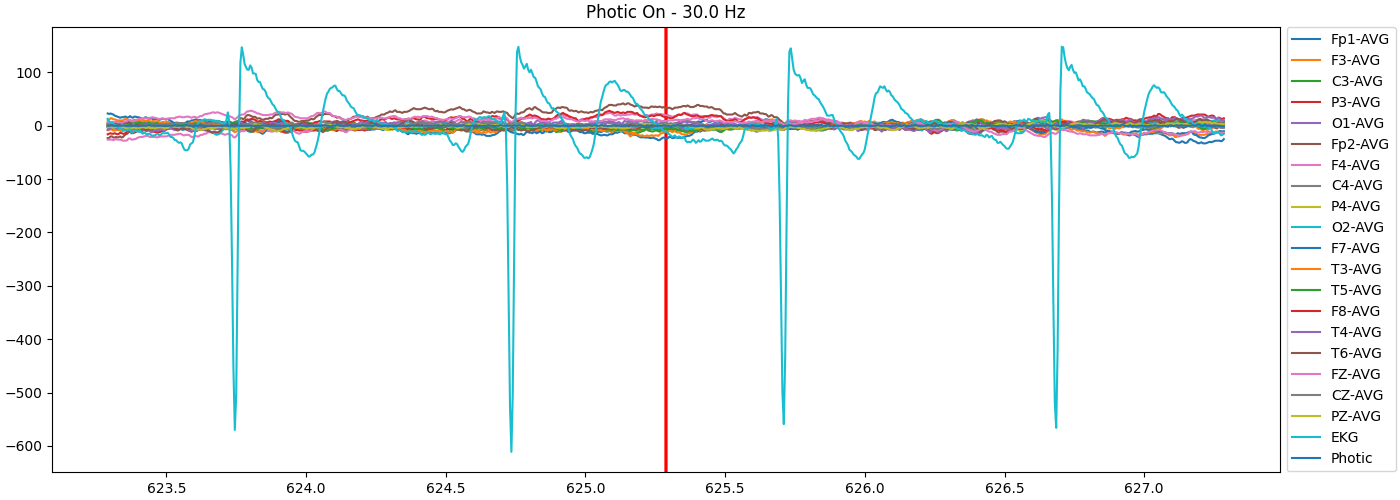 Photic On - 30.0 Hz
100
0
−100
−200
−300
−400
−500
−600
623.5 624.0 624.5 625.0 625.5 626.0 626.5 627.0
Fp1-AVG
F3-AVG
C3-AVG
P3-AVG
O1-AVG
Fp2-AVG
F4-AVG
C4-AVG
P4-AVG
O2-AVG
F7-AVG
T3-AVG
T5-AVG
F8-AVG
T4-AVG
T6-AVG
FZ-AVG
CZ-AVG
PZ-AVG
EKG
Photic